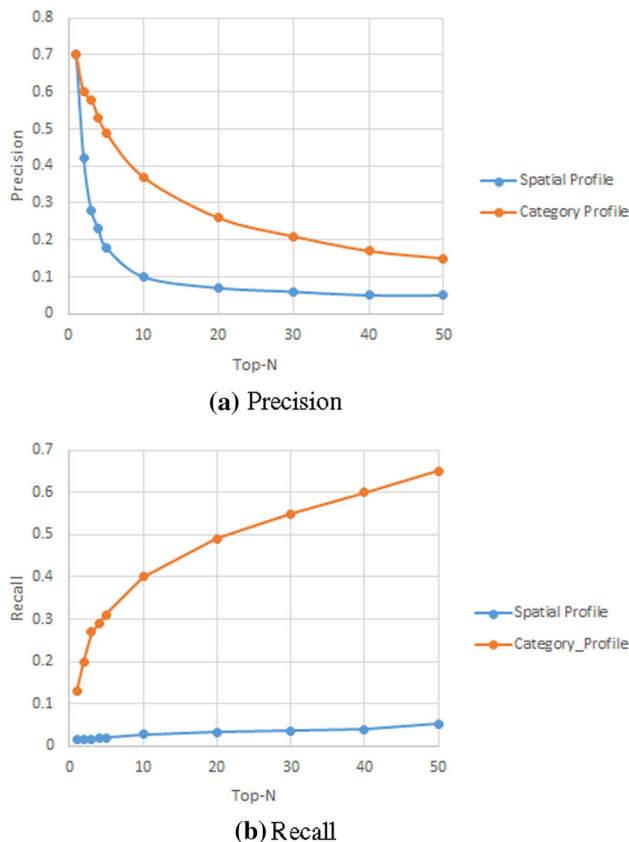 0.8
0.7
0.6
0.5
0.4
0.3
0.2
0.1
0
Precision
0 10 20 30 40 50
Top-N
Spatial Profile
Category Profile
(a) Precision
0.7
0.6
0.5
0.4
0.3
0.2
0.1
0
Recall
0 10 20 30 40 50
Top-N
Spatial Profile
Category_Profile
(b) Recall